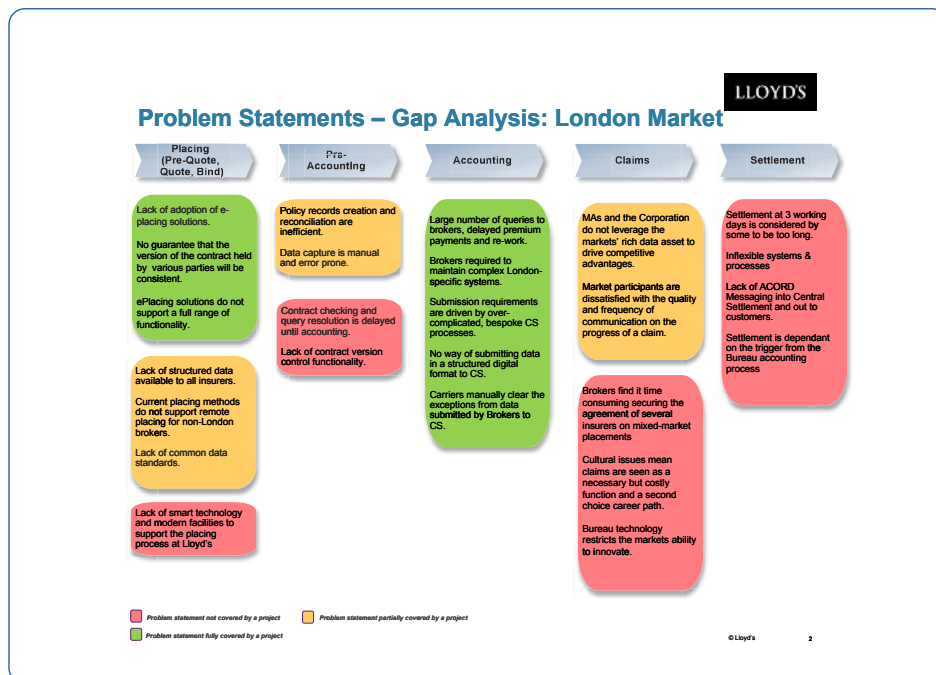 LLOYD'S
Problem Statements – Gap Analysis: London Market
Placing
(Pre-Quote,
Quote, Bind)
Pre-
Accounting
Accounting
Claims
Settlement
Lack of adoption of e-
placing solutions.
No guarantee that the
version of the contract held
by various parties will be
consistent.
ePlacing solutions do not
support a full range of
functionality.
Lack of structured data
available to all insurers.
Current placing methods
do not support remote
placing for non-London
brokers.
Lack of common data
standards.
Lack of smart technology
and modern facilities to
support the placing
process at Lloyd's
Policy records creation and
reconciliation are
inefficient.
Data capture is manual
and error prone.
Contract checking and
query resolution is delayed
until accounting.
Lack of contract version
control functionality.
Large number of queries to
brokers, delayed premium
payments and re-work.
Brokers required to
maintain complex London-
specific systems.
Submission requirements
are driven by over-
complicated, bespoke CS
processes.
No way of submitting data
in a structured digital
format to CS.
Carriers manually clear the
exceptions from data
submitted by Brokers to
CS.
MAs and the Corporation
do not leverage the
markets' rich data asset to
drive competitive
advantages.
Market participants are
dissatisfied with the quality
and frequency of
communication on the
progress of a claim.
Brokers find it time
consuming securing the
agreement of several
insurers on mixed-market
placements
Cultural issues mean
claims are seen as a
necessary but costly
function and a second
choice career path.
Bureau technology
restricts the markets ability
to innovate.
Settlement at 3 working
days is considered by
some to be too long.
Inflexible systems &
processes
Lack of ACORD
Messaging into Central
Settlement and out to
customers.
Settlement is dependant
on the trigger from the
Bureau accounting
process
Problem statement not covered by a project
Problem statement partially covered by a project
Problem statement fully covered by a project
© Lloyd's
2